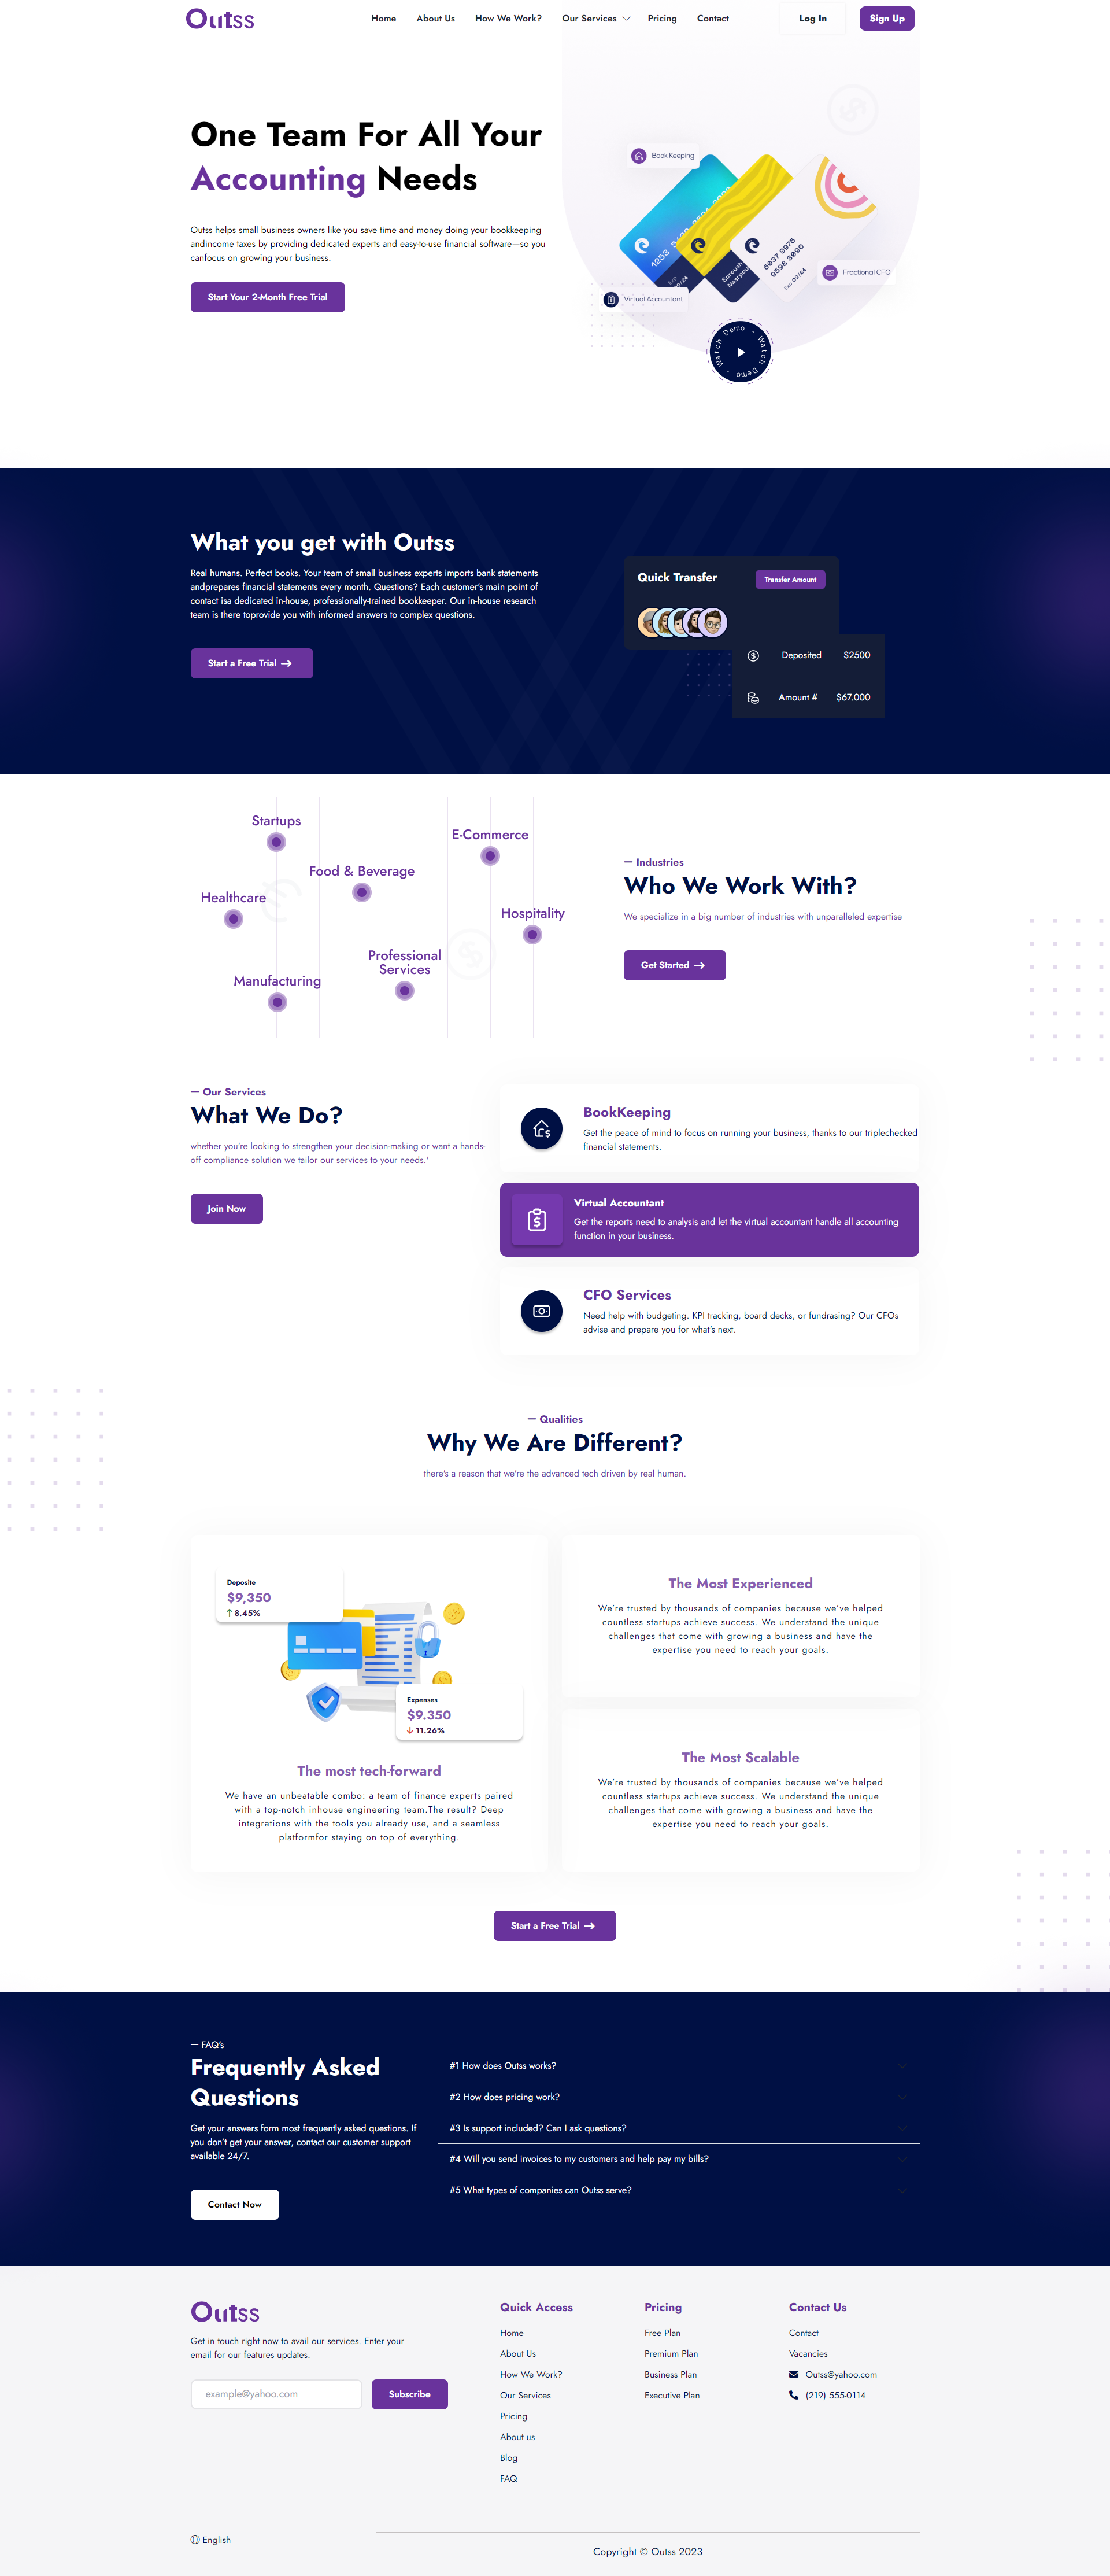 Outss
Home
About Us
How We Work?
Our Services
Pricing
Contact
Log In
Sign Up
One Team For All Your
Accounting Needs
Outss helps small business owners like you save time and money doing your bookkeeping
andincome taxes by providing dedicated experts and easy-to-use financial software—so you
canfocus on growing your business.
Start Your 2-Month Free Trial
Book Keeping
6037 9975
9598 3090
Exp 09/24
Fractional CFO
Virtual Accountant
Watch Demo - Watch Demo -
What you get with Outss
Real humans. Perfect books. Your team of small business experts imports bank statements
andprepares financial statements every month. Questions? Each customer's main point of
contact isa dedicated in-house, professionally-trained bookkeeper. Our in-house research
team is there toprovide you with informed answers to complex questions.
Start a Free Trial
Quick Transfer
Transfer Amount
Deposited
$2500
Amount #
$67.000
Startups
E-Commerce
Food & Beverage
Healthcare
Hospitality
Professional
Services
Manufacturing
— Industries
Who We Work With?
We specialize in a big number of industries with unparalleled expertise
Get Started
— Our Services
What We Do?
whether you're looking to strengthen your decision-making or want a hands-
off compliance solution we tailor our services to your needs.'
Join Now
BookKeeping
Get the peace of mind to focus on running your business, thanks to our triplechecked
financial statements.
Virtual Accountant
Get the reports need to analysis and let the virtual accountant handle all accounting
function in your business.
CFO Services
Need help with budgeting. KPI tracking, board decks, or fundrasing? Our CFOs
advise and prepare you for what's next.
— Qualities
Why We Are Different?
there's a reason that we're the advanced tech driven by real human.
Deposite
$9,350
8.45%
Expenses
$9.350
11.26%
The most tech-forward
We have an unbeatable combo: a team of finance experts paired
with a top-notch inhouse engineering team.The result? Deep
integrations with the tools you already use, and a seamless
platformfor staying on top of everything.
The Most Experienced
We're trusted by thousands of companies because we've helped
countless startups achieve success. We understand the unique
challenges that come with growing a business and have the
expertise you need to reach your goals.
The Most Scalable
We're trusted by thousands of companies because we've helped
countless startups achieve success. We understand the unique
challenges that come with growing a business and have the
expertise you need to reach your goals.
Start a Free Trial
— FAQ's
Frequently Asked
Questions
Get your answers form most frequently asked questions. If
you don't get your answer, contact our customer support
available 24/7.
Contact Now
#1 How does Outss works?
#2 How does pricing work?
#3 Is support included? Can I ask questions?
#4 Will you send invoices to my customers and help pay my bills?
#5 What types of companies can Outss serve?
Outss
Get in touch right now to avail our services. Enter your
email for our features updates.
example@yahoo.com
Subscribe
Quick Access
Home
About Us
How We Work?
Our Services
Pricing
About us
Blog
FAQ
Pricing
Free Plan
Premium Plan
Business Plan
Executive Plan
Contact Us
Contact
Vacancies
Outss@yahoo.com
(219) 555-0114
English
Copyright © Outss 2023